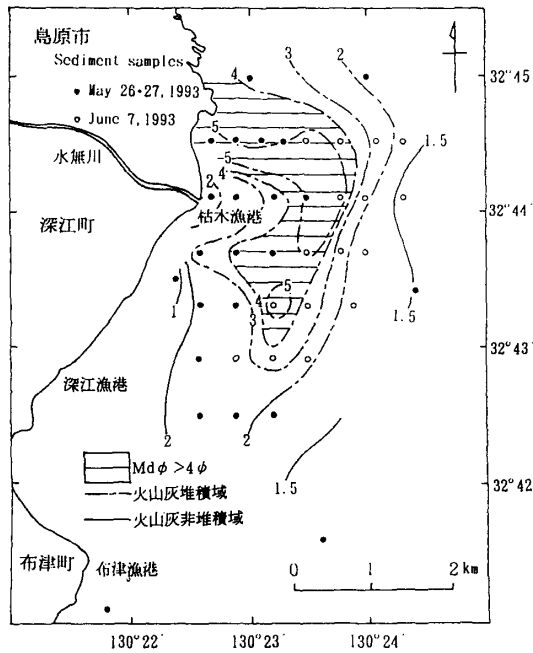 島原市
Sediment samples
• May 26·27, 1993
○ June 7, 1993
水無川
深江町
枯木漁港
深江漁港
布津町
布津漁港
4
3
2
1.5
5
5
4
2
1
4
5
3
1.5
2
2
1.5
Mdφ >4φ
火山灰堆積域
火山灰非堆積域
0 1 2 km
32°45′
32°44′
32°43′
32°42′
130°22′ 130°23′ 130°24′